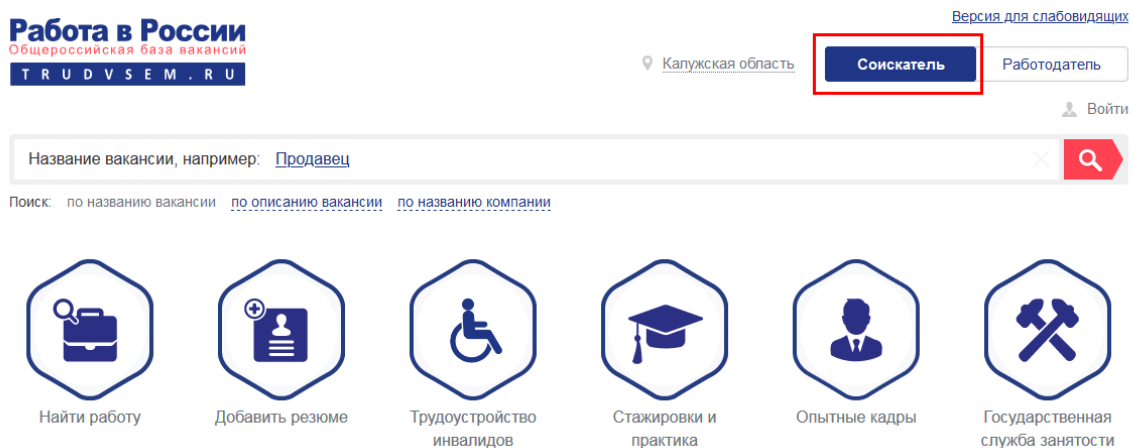 Версия для слабовидящих
Работа в России
Общероссийская база вакансий
TRUDVSEM.RU
Калужская область
Соискатель
Работодатель
Войти
Название вакансии, например: Продавец
Поиск: по названию вакансии по описанию вакансии по названию компании
Найти работу
Добавить резюме
Трудоустройство
инвалидов
Стажировки и
практика
Опытные кадры
Государственная
служба занятости